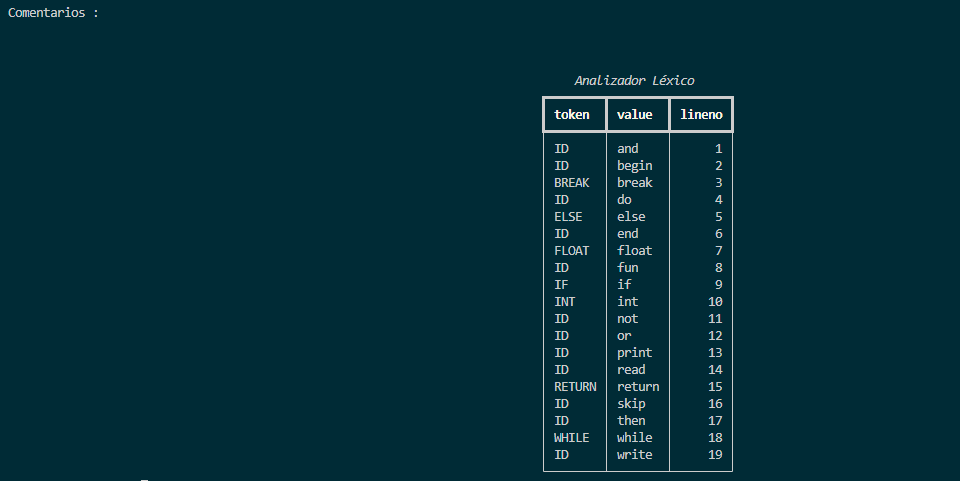 Comentarios :
Analizador Léxico
token value lineno
ID and 1
ID begin 2
BREAK break 3
ID do 4
ELSE else 5
ID end 6
FLOAT float 7
ID fun 8
IF if 9
INT int 10
ID not 11
ID or 12
ID print 13
ID read 14
RETURN return 15
ID skip 16
ID then 17
WHILE while 18
ID write 19